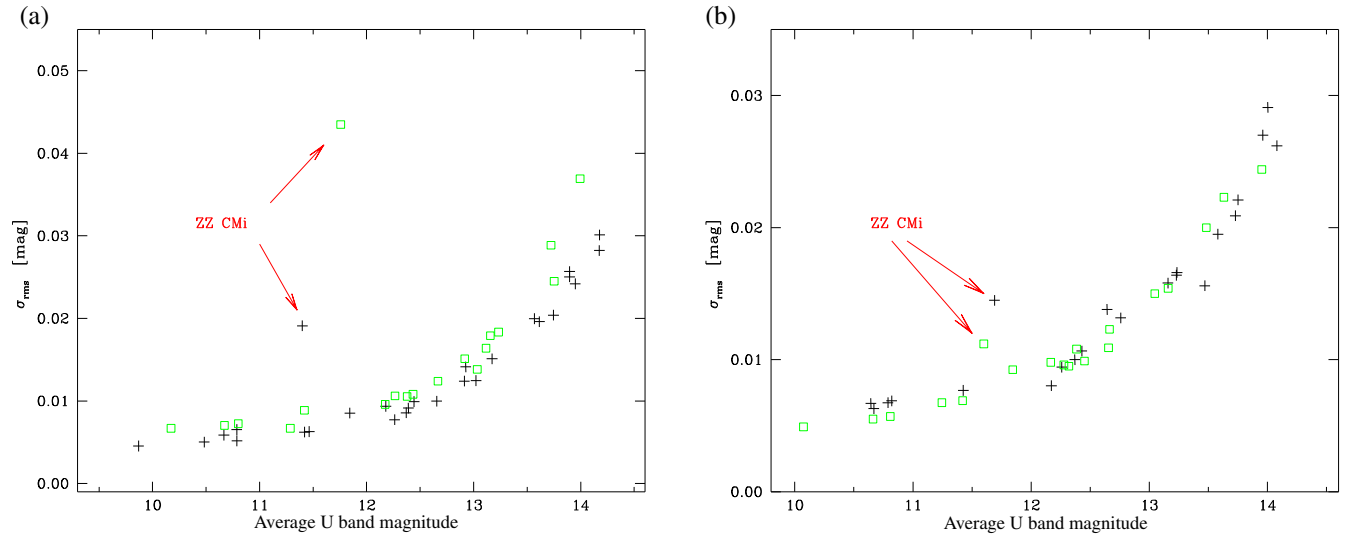 (a)
0.05
0.04
0.03
0.02
0.01
0.00
σrms [mag]
ZZ CMi
10 11 12 13 14
Average U band magnitude
(b)
0.03
0.02
0.01
0.00
σrms [mag]
ZZ CMi
10 11 12 13 14
Average U band magnitude